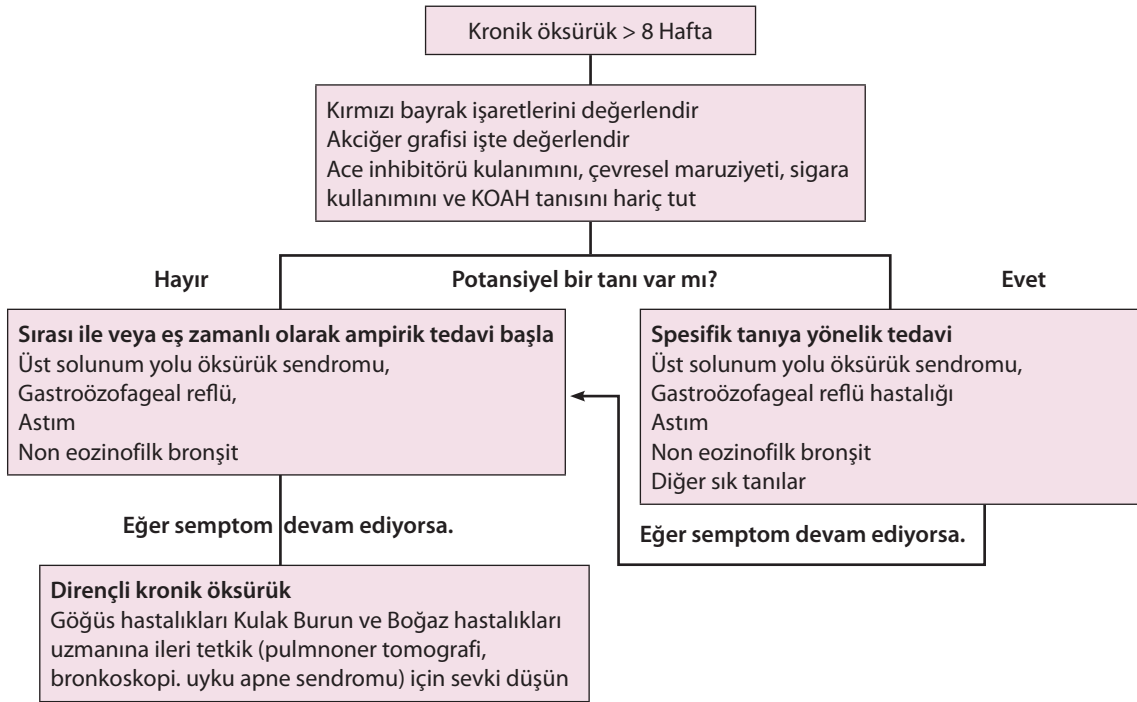 Kronik öksürük > 8 Hafta
Kırmızı bayrak işaretlerini değerlendir
Akciğer grafisi işte değerlendir
Ace inhibitörü kulanımını, çevresel maruziyeti, sigara
kullanımını ve KOAH tanısını hariç tut
Hayır
Potansiyel bir tanı var mı?
Evet
Sırası ile veya eş zamanlı olarak ampirik tedavi başla
Üst solunum yolu öksürük sendromu,
Gastroözofageal reflü,
Astım
Non eozinofilk bronşit
Spesifik tanıya yönelik tedavi
Üst solunum yolu öksürük sendromu,
Gastroözofageal reflü hastalığı
Astım
Non eozinofilk bronşit
Diğer sık tanılar
Eğer semptom devam ediyorsa.
Eğer semptom devam ediyorsa.
Dirençli kronik öksürük
Göğüs hastalıkları Kulak Burun ve Boğaz hastalıkları
uzmanına ileri tetkik (pulmnoner tomografi,
bronkoskopi. uyku apne sendromu) için sevki düşün